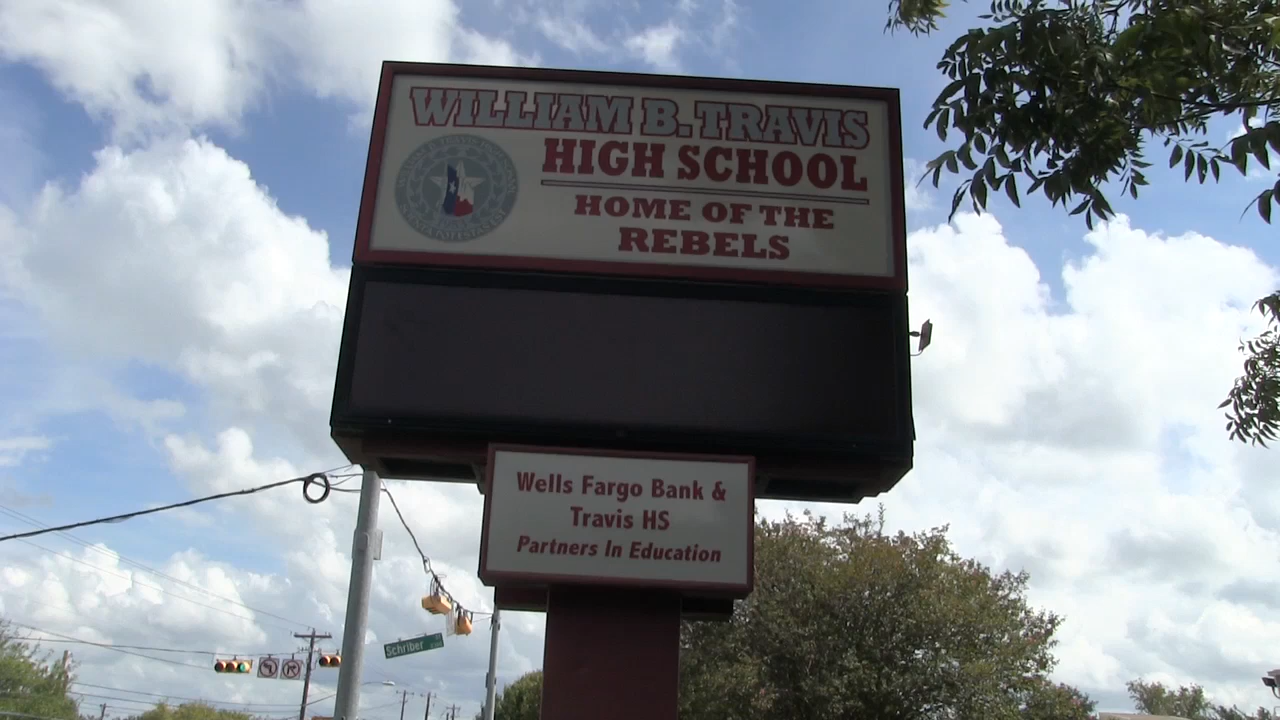 WILLIAM B. TRAVIS
HIGH SCHOOL
HOME OF THE
REBELS
Wells Fargo Bank &
Travis HS
Partners In Education
Schriber